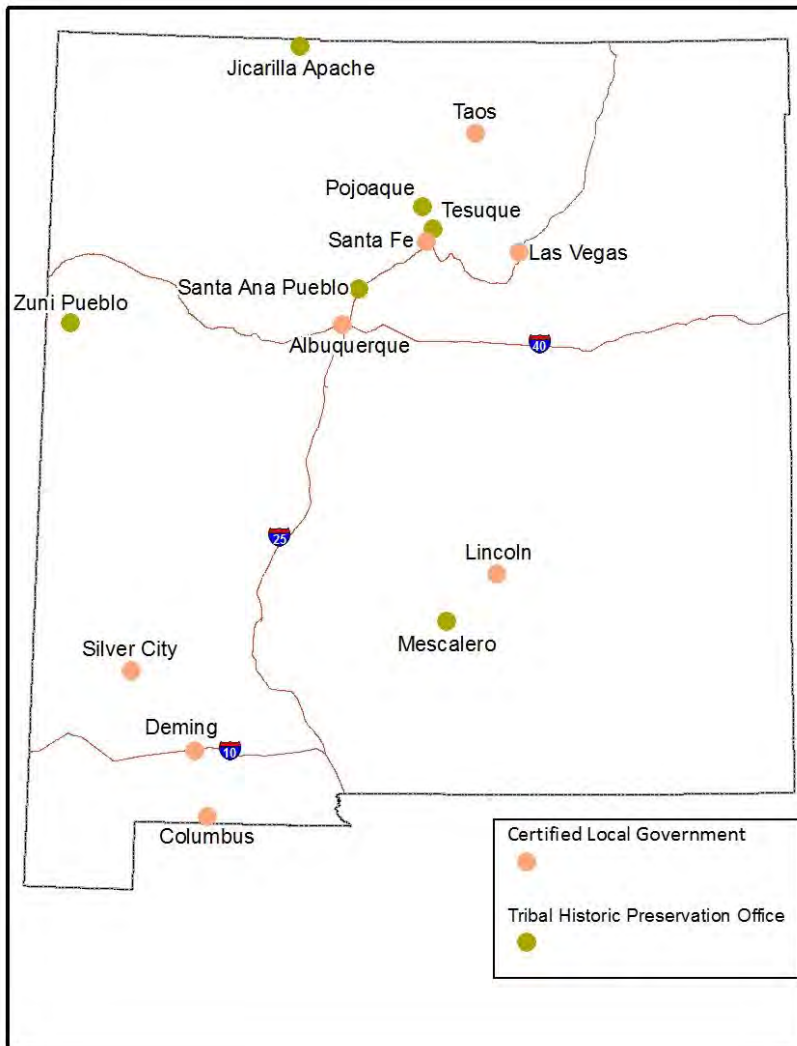 Jicarilla Apache
Taos
Pojoaque
Tesuque
Santa Fe
Las Vegas
Santa Ana Pueblo
Zuni Pueblo
Albuquerque
40
25
Lincoln
Mescalero
Silver City
Deming
10
Columbus
Certified Local Government
Tribal Historic Preservation Office